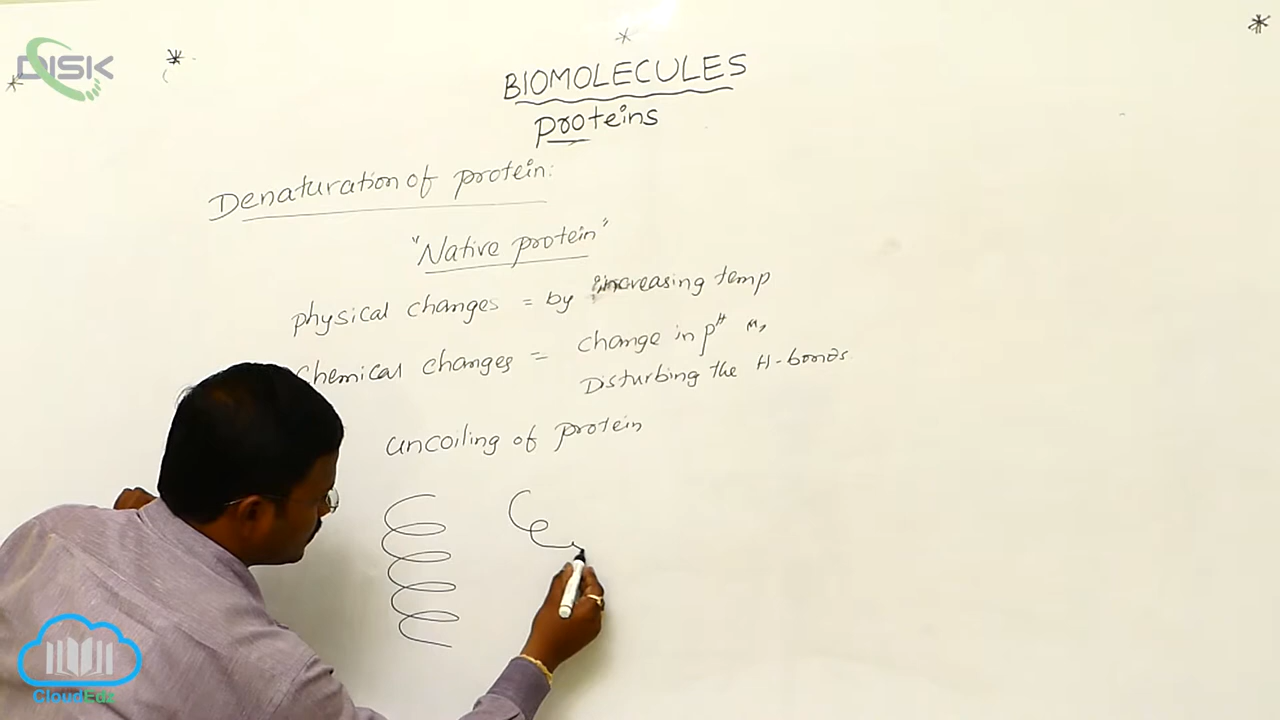 DISK
BIOMOLECULES
proteins
Denaturation of protein:
"Native protein"
physical changes = by increasing temp
chemical changes = change in pH
Disturbing the H-bonds
uncoiling of protein
CloudEdz